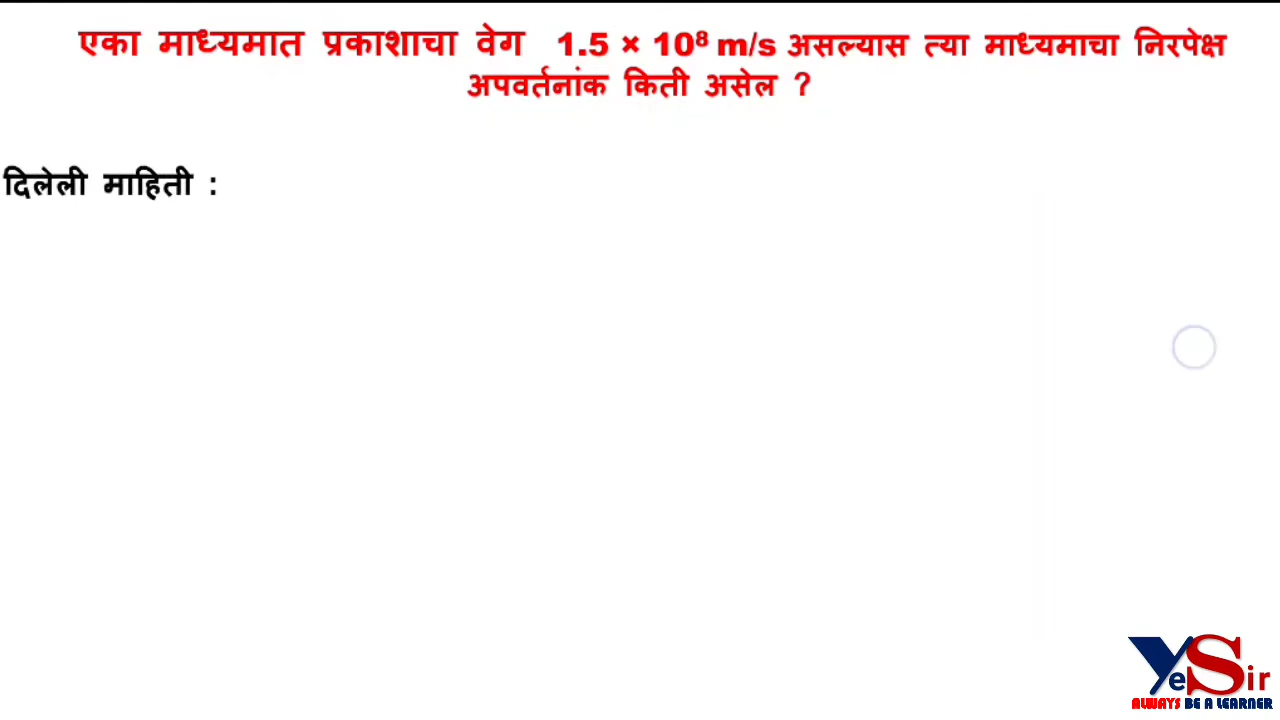 एका माध्यमात प्रकाशाचा वेग 1.5 × 10⁸ m/s असल्यास त्या माध्यमाचा निरपेक्ष
अपवर्तनांक किती असेल ?
दिलेली माहिती :
YeSir
ALWAYS BE A LEARNER